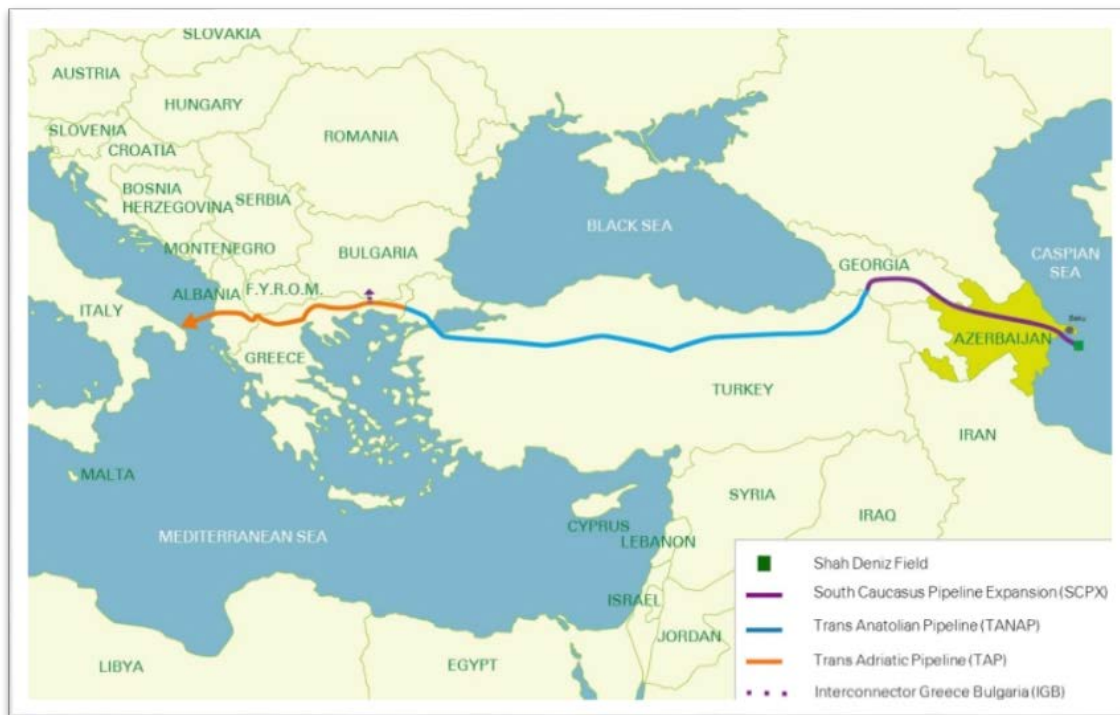 SLOVAKIA
AUSTRIA
HUNGARY
SLOVENIA
CROATIA
ROMANIA
BOSNIA
HERZEGOVINA
SERBIA
BLACK SEA
MONTENEGRO
BULGARIA
GEORGIA
CASPIAN
SEA
ITALY
ALBANIA
F.Y.R.O.M.
Baku
AZERBAIJAN
GREECE
TURKEY
IRAN
MALTA
SYRIA
IRAQ
CYPRUS
LEBANON
MEDITERRANEAN SEA
ISRAEL
JORDAN
LIBYA
EGYPT
Shah Deniz Field
South Caucasus Pipeline Expansion (SCPX)
Trans Anatolian Pipeline (TANAP)
Trans Adriatic Pipeline (TAP)
Interconnector Greece Bulgaria (IGB)